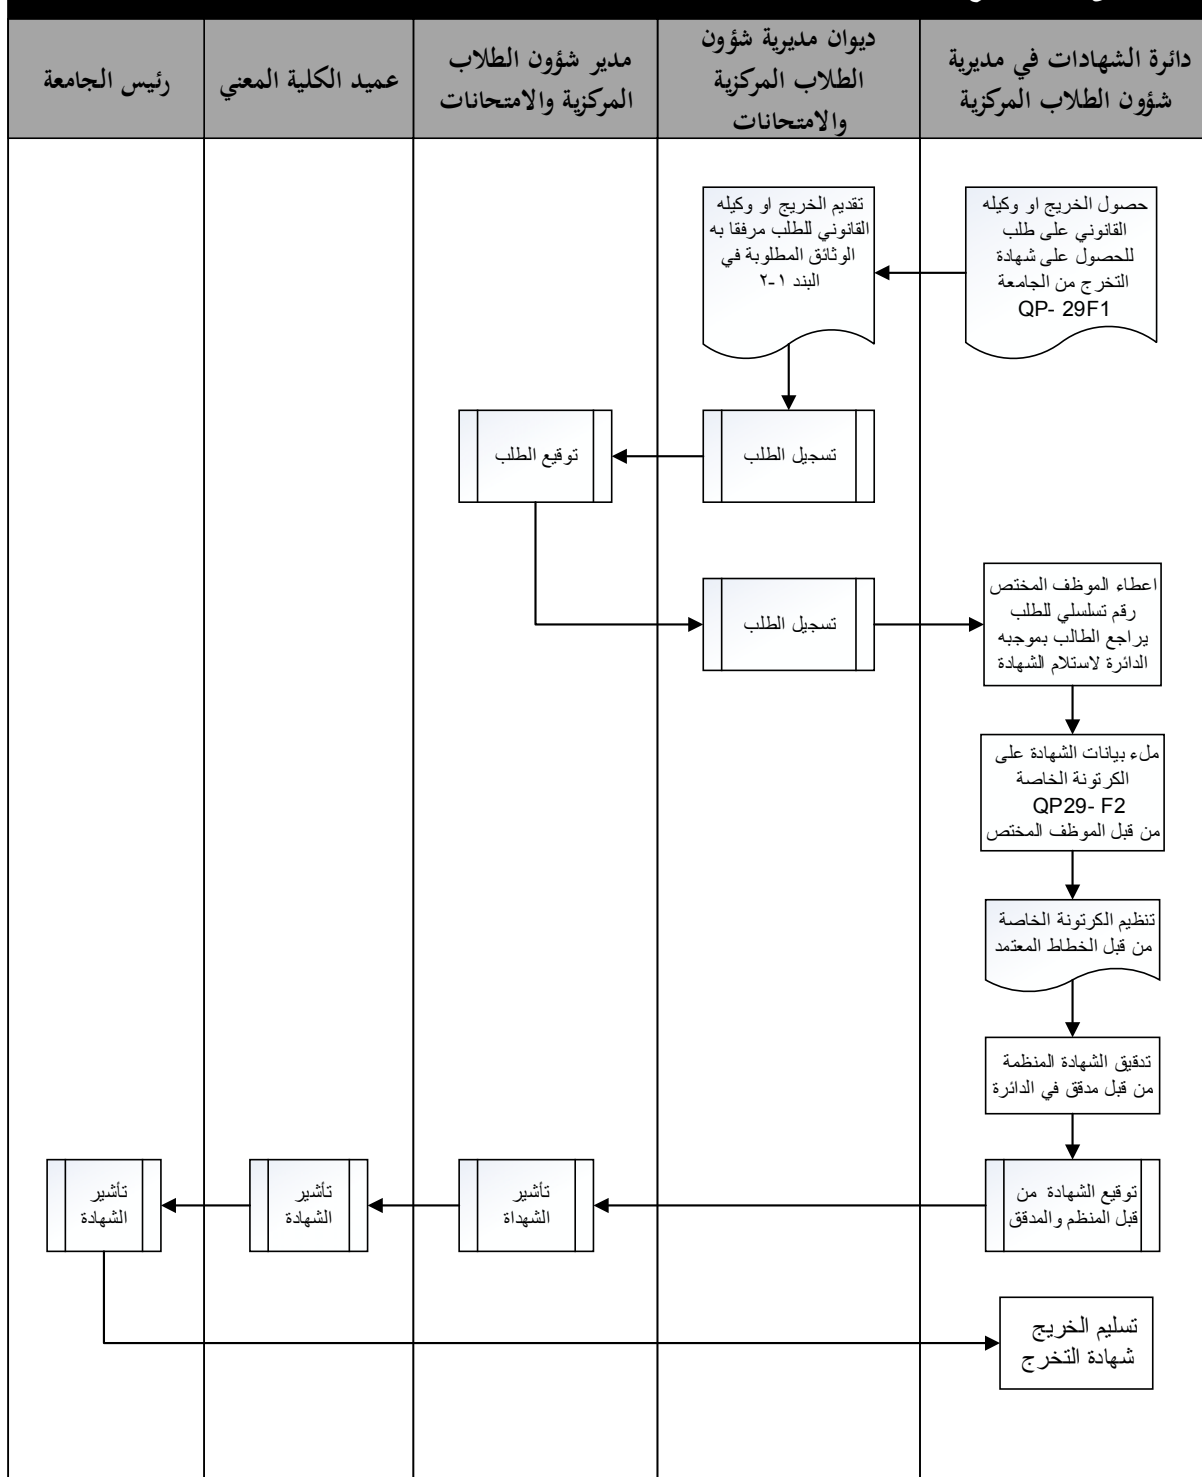 دائرة الشهادات في مديرية
شؤون الطلاب المركزية
ديوان مديرية شؤون
الطلاب المركزية
والامتحانات
مدير شؤون الطلاب
المركزية والامتحانات
عميد الكلية المعني
رئيس الجامعة
حصول الخريج او وكيله
القانوني على طلب
للحصول على شهادة
التخرج من الجامعة
QP- 29F1
تقديم الخريج او وكيله
القانوني للطلب مرفقا به
الوثائق المطلوبة في
البند ١-٢
تسجيل الطلب
توقيع الطلب
تسجيل الطلب
اعطاء الموظف المختص
رقم تسلسلي للطلب
يراجع الطالب بموجبه
الدائرة لاستلام الشهادة
ملء بيانات الشهادة على
الكرتونة الخاصة
QP29- F2
من قبل الموظف المختص
تنظيم الكرتونة الخاصة
من قبل الخطاط المعتمد
تدقيق الشهادة المنظمة
من قبل مدقق في الدائرة
توقيع الشهادة من
قبل المنظم والمدقق
تأشير
الشهداة
تأشير
الشهادة
تأشير
الشهادة
تسليم الخريج
شهادة التخرج